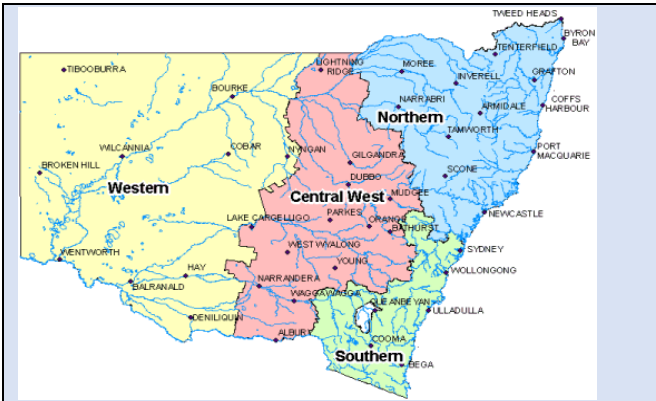 TWEED HEADS
BYRON
BAY
TENTERFIELD
LIGHTNING
RIDGE
MOREE
TIBOOBURRA
INVERELL
GRAFTON
BOURKE
COFFS
HARBOUR
NARRABRI
ARMIDALE
Northern
TAMWORTH
WILCANNIA
COBAR
NYNGAN
PORT
MACQUARIE
GILGANDRA
BROKEN HILL
SCONE
DUBBO
Western
Central West
MUDGEE
NEWCASTLE
LAKE CARGELLIGO
PARKES
ORANGE
BATHURST
SYDNEY
WENTWORTH
WEST WYALONG
YOUNG
WOLLONGONG
HAY
BALRANALD
NARRANDERA
WAGGA WAGGA
QUEANBEYAN
ULLADULLA
DENILIQUIN
ALBURY
COOMA
Southern
BEGA